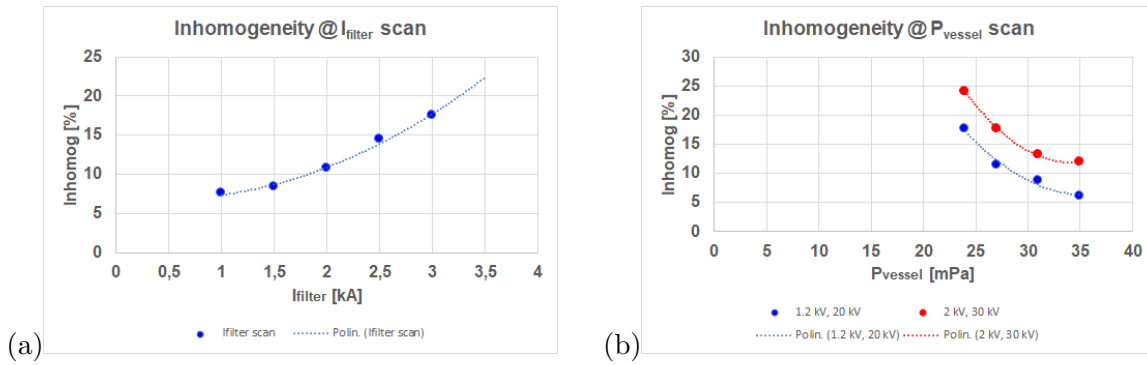 Inhomogeneity @ Ifilter scan
25
20
15
10
5
0
Inhomog [%]
0 0,5 1 1,5 2 2,5 3 3,5 4
Ifilter [kA]
Ifilter scan Polin. (Ifilter scan)
(a)
Inhomogeneity @ Pvessel scan
30
25
20
15
10
5
0
Inhomog [%]
0 5 10 15 20 25 30 35 40
Pvessel [mPa]
1.2 kV, 20 kV 2 kV, 30 kV
Polin. (1.2 kV, 20 kV) Polin. (2 kV, 30 kV)
(b)